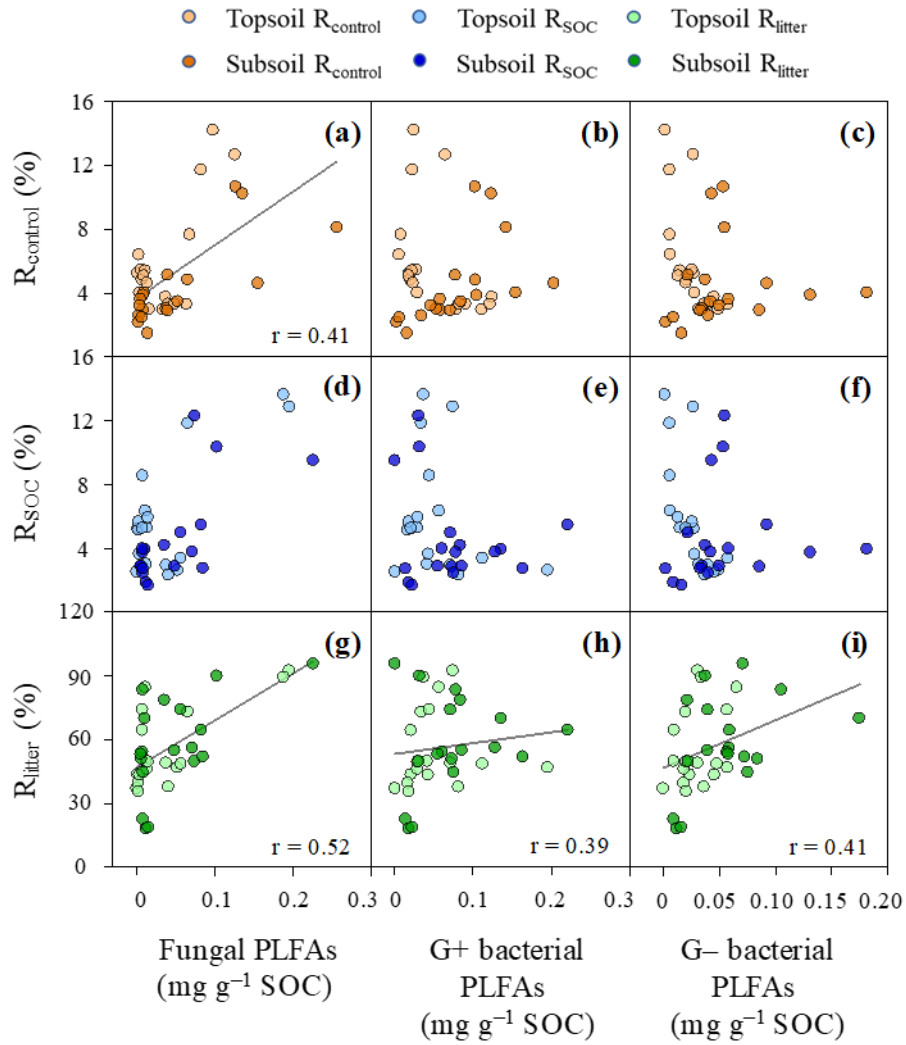 Topsoil Rcontrol Topsoil RSOC Topsoil Rlitter
Subsoil Rcontrol Subsoil RSOC Subsoil Rlitter
16
12
8
4
0
Rcontrol (%)
(a)
r = 0.41
(b)
(c)
16
12
8
4
RSOC (%)
(d)
(e)
(f)
120
90
60
30
0
Rlitter (%)
(g)
r = 0.52
(h)
r = 0.39
(i)
r = 0.41
0 0.1 0.2 0.3
0 0.1 0.2 0.3
0 0.05 0.10 0.15 0.20
Fungal PLFAs
(mg g⁻¹ SOC)
G+ bacterial
PLFAs
(mg g⁻¹ SOC)
G– bacterial
PLFAs
(mg g⁻¹ SOC)